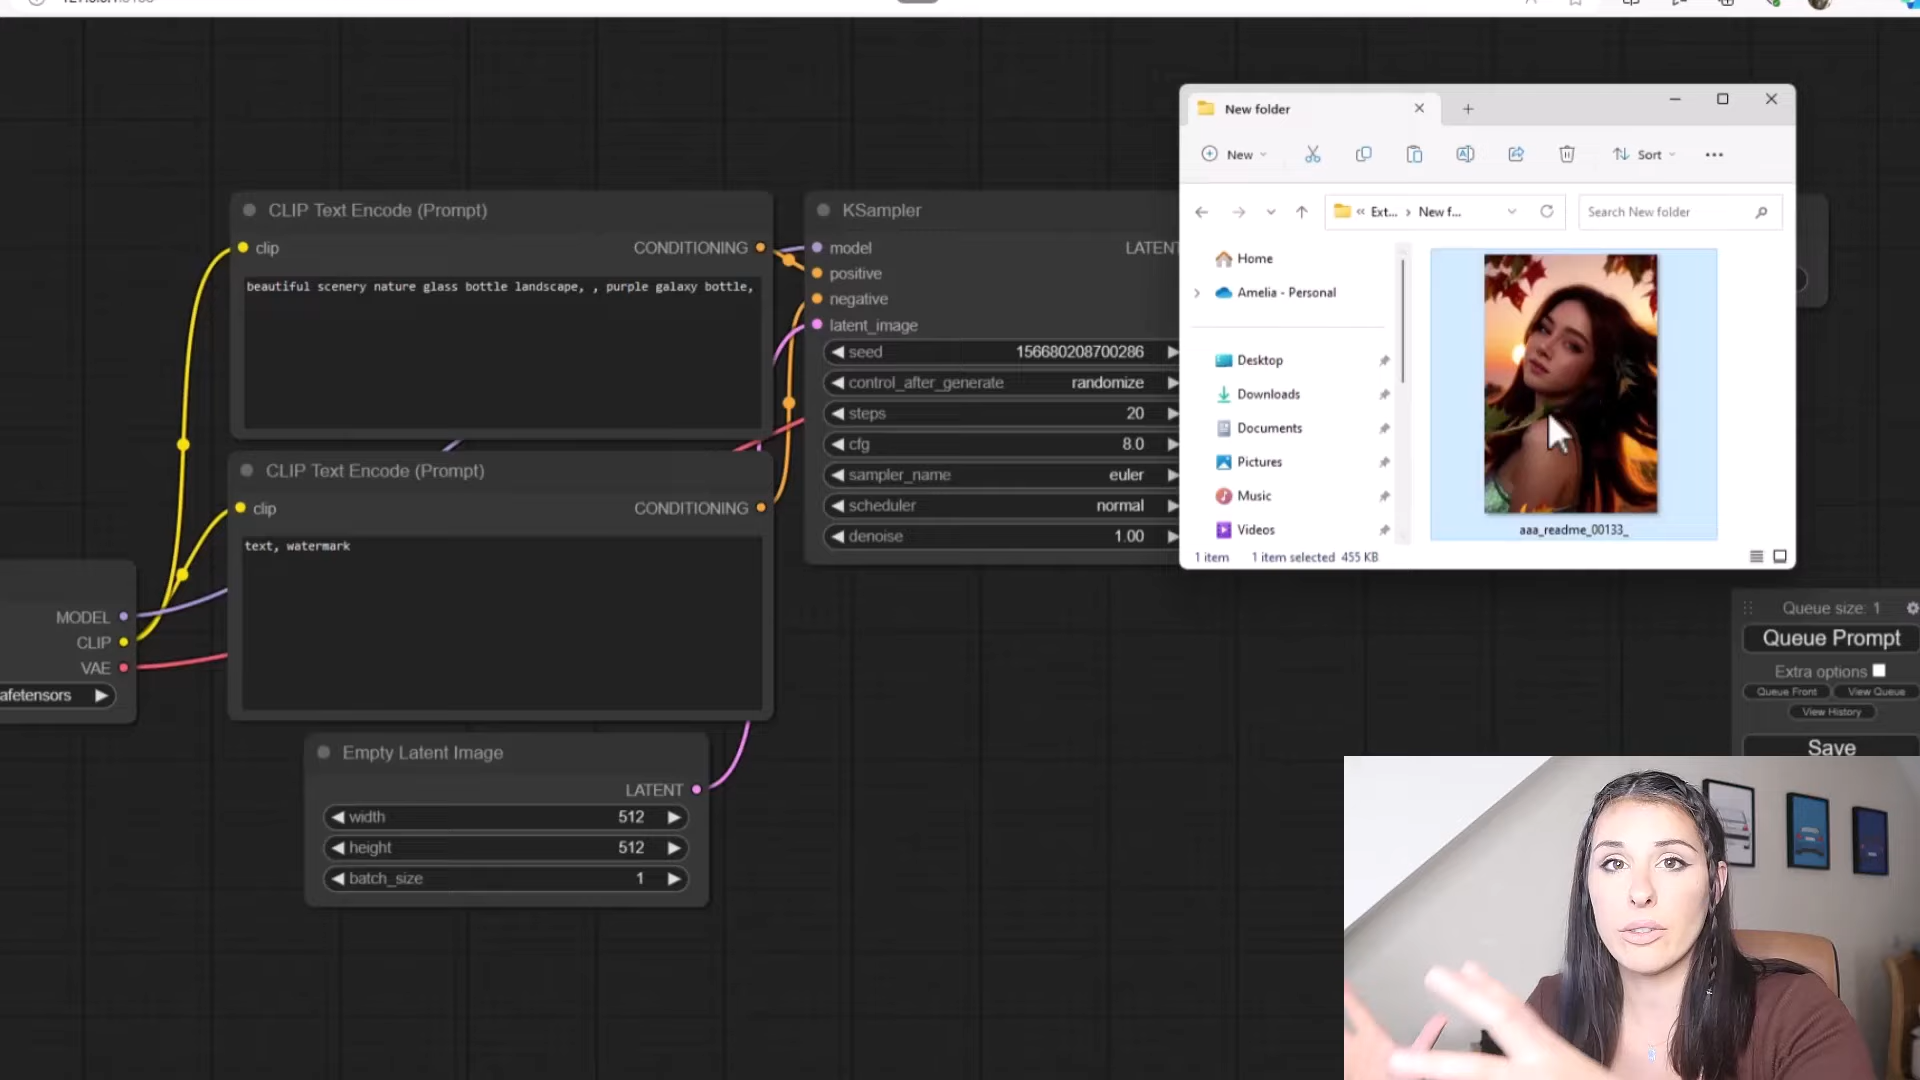 CLIP Text Encode (Prompt)
clip
CONDITIONING
beautiful scenery nature glass bottle landscape, , purple galaxy bottle,
CLIP Text Encode (Prompt)
clip
CONDITIONING
text, watermark
MODEL
CLIP
VAE
afetensors
Empty Latent Image
LATENT
width 512
height 512
batch_size 1
KSampler
model
LATENT
positive
negative
latent_image
seed 156680208700286
control_after_generate randomize
steps 20
cfg 8.0
sampler_name euler
scheduler normal
denoise 1.00
New folder
New
Sort
« Ext... › New f...
Search New folder
Home
Amelia - Personal
Desktop
Downloads
Documents
Pictures
Music
Videos
aaa_readme_00133_
1 item 1 item selected 455 KB
Queue size: 1
Queue Prompt
Extra options
Queue Front View Queue
View History
Save